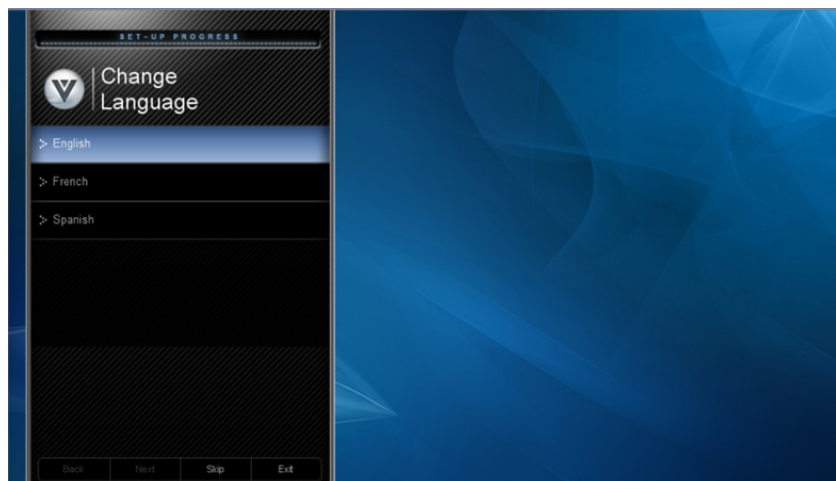 SET-UP PROGRESS
Change
Language
English
French
Spanish
Back Next Skip Exit